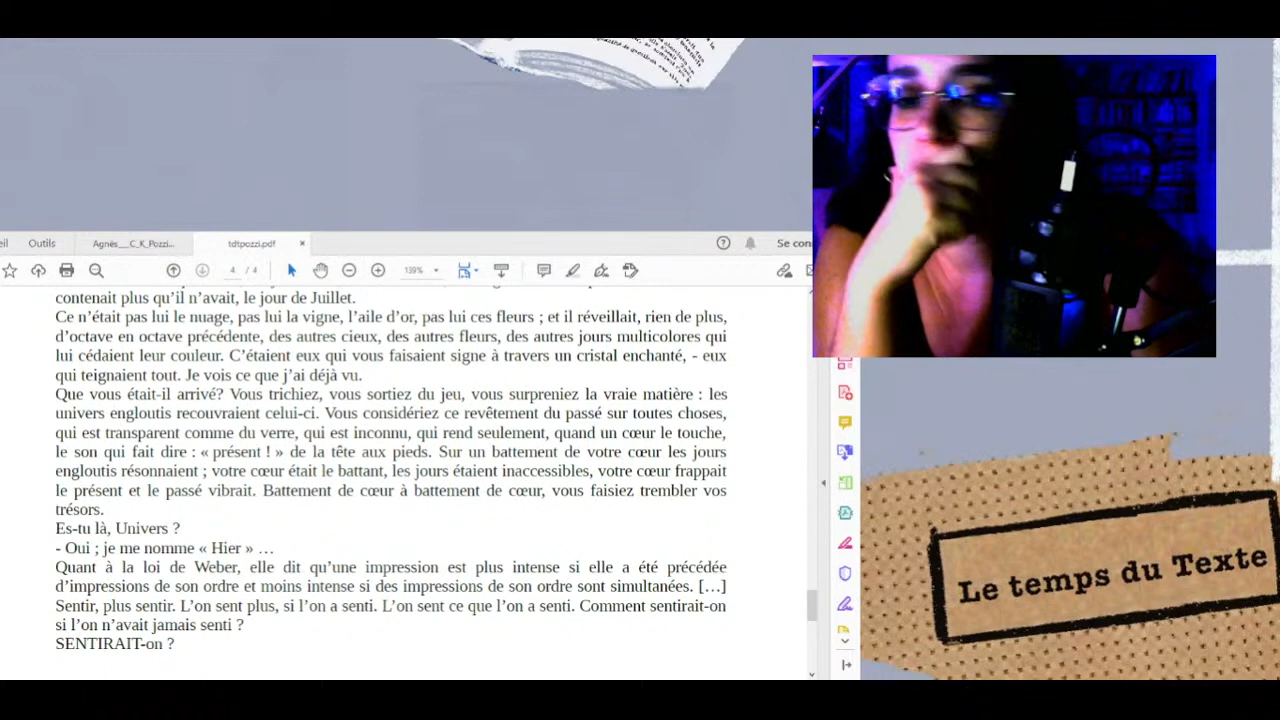 eil
Outils
Agnès__C_K_Pozzi...
tdtpozzi.pdf
×
Se con
4 / 4
139%
contenait plus qu'il n'avait, le jour de Juillet.
Ce n'était pas lui le nuage, pas lui la vigne, l'aile d'or, pas lui ces fleurs ; et il réveillait, rien de plus,
d'octave en octave précédente, des autres cieux, des autres fleurs, des autres jours multicolores qui
lui cédaient leur couleur. C'étaient eux qui vous faisaient signe à travers un cristal enchanté, - eux
qui teignaient tout. Je vois ce que j'ai déjà vu.
Que vous était-il arrivé? Vous trichiez, vous sortiez du jeu, vous surpreniez la vraie matière : les
univers engloutis recouvraient celui-ci. Vous considériez ce revêtement du passé sur toutes choses,
qui est transparent comme du verre, qui est inconnu, qui rend seulement, quand un cœur le touche,
le son qui fait dire : « présent ! » de la tête aux pieds. Sur un battement de votre cœur les jours
engloutis résonnaient ; votre cœur était le battant, les jours étaient inaccessibles, votre cœur frappait
le présent et le passé vibrait. Battement de cœur à battement de cœur, vous faisiez trembler vos
trésors.
Es-tu là, Univers ?
- Oui ; je me nomme « Hier » …
Quant à la loi de Weber, elle dit qu'une impression est plus intense si elle a été précédée
d'impressions de son ordre et moins intense si des impressions de son ordre sont simultanées. […]
Sentir, plus sentir. L'on sent plus, si l'on a senti. L'on sent ce que l'on a senti. Comment sentirait-on
si l'on n'avait jamais senti ?
SENTIRAIT-on ?
Le temps du Texte